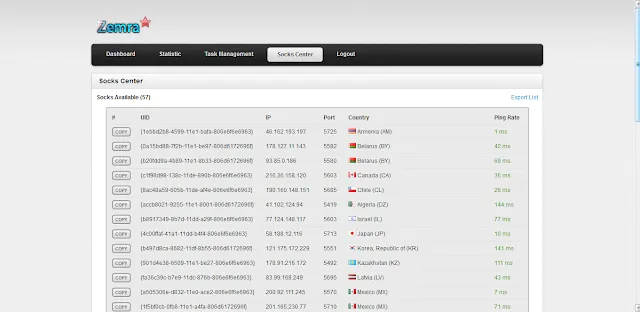 Zemra
Dashboard Statistic Task Management Socks Center Logout
Socks Center
Socks Available (57) Export List
# UID IP Port Country Ping Rate
COPY {1e5bd2b8-4599-11e1-bafa-806e6f6e6963} 46.162.193.197 5725 Armenia (AM) 1 ms
COPY {0a15bd88-7f2b-11e1-be97-806d6172696f} 178.127.11.143 5582 Belarus (BY) 42 ms
COPY {b20fdd9a-4b89-11e1-8b33-806d6172696f} 93.85.0.186 5580 Belarus (BY) 69 ms
COPY {c1f98d98-138c-11de-890b-806e6f6e6963} 216.36.158.120 5603 Canada (CA) 36 ms
COPY {8ac48a59-6056-11de-af4e-806e6f6e6963} 190.160.148.151 5685 Chile (CL) 26 ms
COPY {accb8021-9255-11e1-8001-806d6172696f} 41.102.124.94 5419 Algeria (DZ) 144 ms
COPY {b8917349-9b7d-11dd-a29f-806e6f6e6963} 77.124.148.117 5603 Israel (IL) 77 ms
COPY {4c00ffaf-41a1-11dd-b4f4-806e6f6e6963} 58.188.12.116 5713 Japan (JP) 10 ms
COPY {b497d8ca-8682-11df-8b55-806d6172696f} 121.175.172.229 5551 Korea, Republic of (KR) 141 ms
COPY {901d4e38-6509-11e1-be27-806e6f6e6963} 178.91.216.172 5492 Kazakhstan (KZ) 111 ms
COPY {fa36c39c-b7e9-11dc-876b-806e6f6e6963} 83.99.168.249 5695 Latvia (LV) 43 ms
COPY {a505306e-d832-11e0-ace2-806e6f6e6963} 200.92.111.245 5570 Mexico (MX) 7 ms
COPY {1f5bf0cb-0fb8-11e1-a4fa-806d6172696f} 201.165.230.77 5710 Mexico (MX) 71 ms